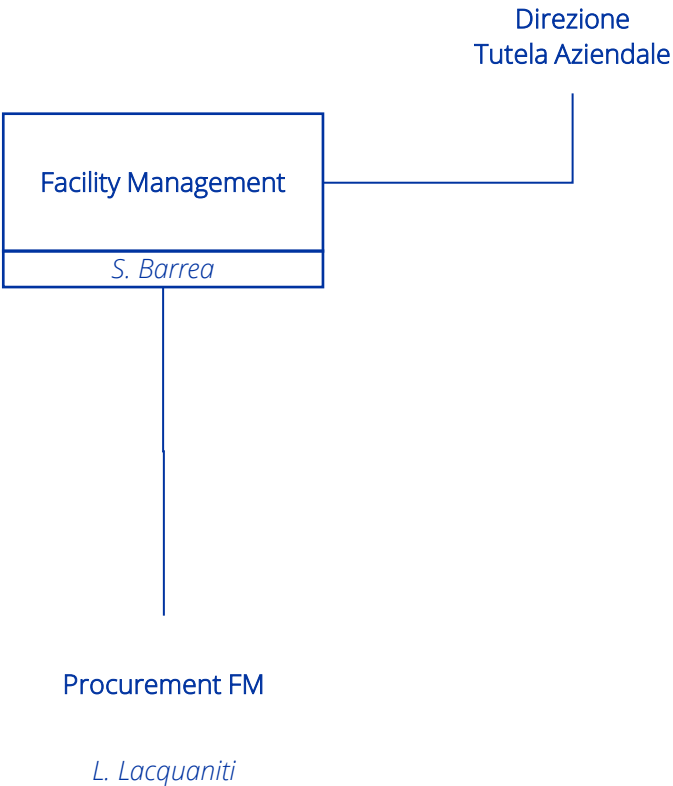 Direzione
Tutela Aziendale
Facility Management
S. Barrea
Procurement FM
L. Lacquaniti